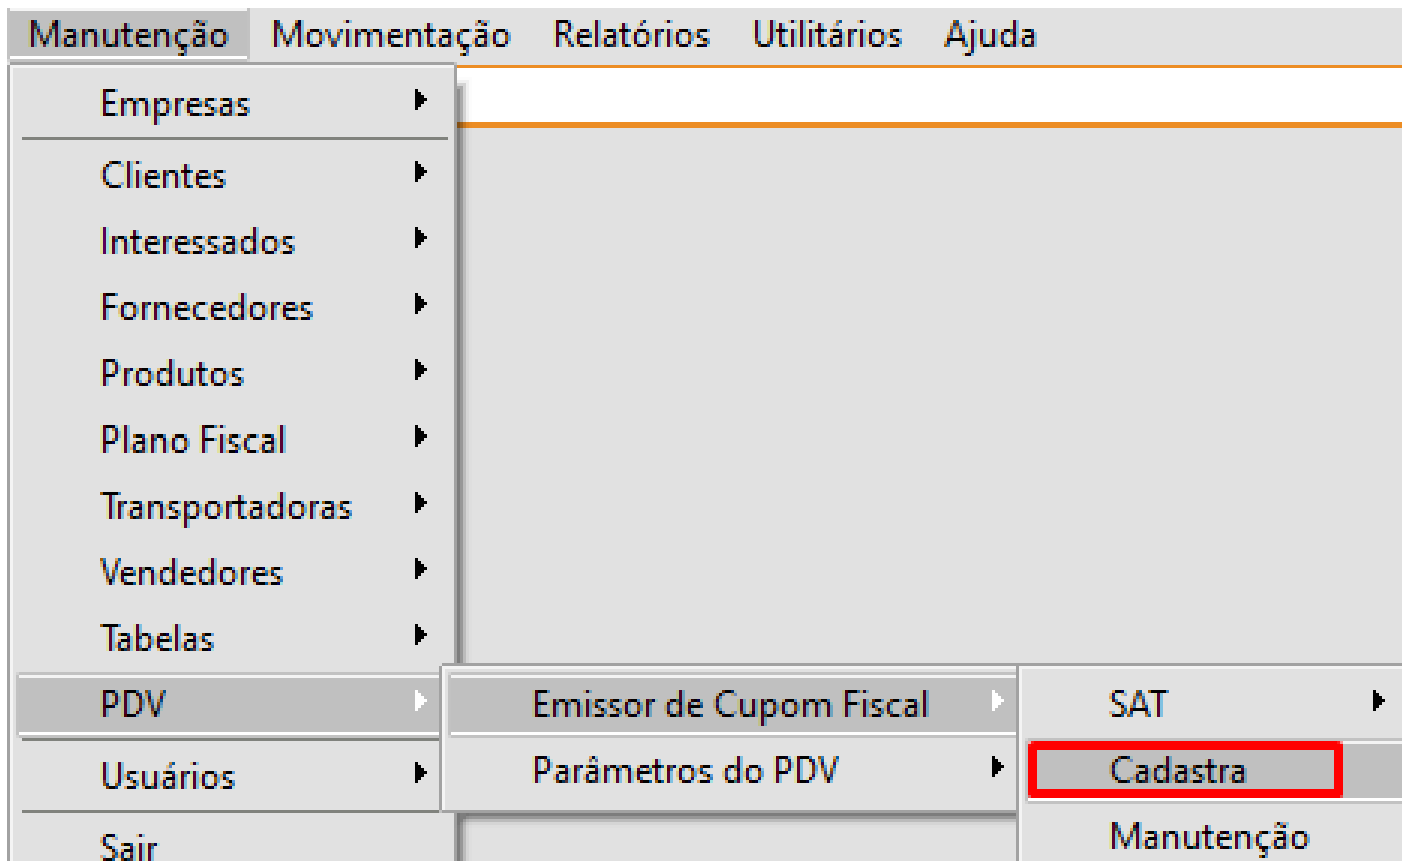 Manutenção Movimentação Relatórios Utilitários Ajuda
Empresas
Clientes
Interessados
Fornecedores
Produtos
Plano Fiscal
Transportadoras
Vendedores
Tabelas
PDV Emissor de Cupom Fiscal SAT
Usuários Parâmetros do PDV Cadastra
Sair Manutenção